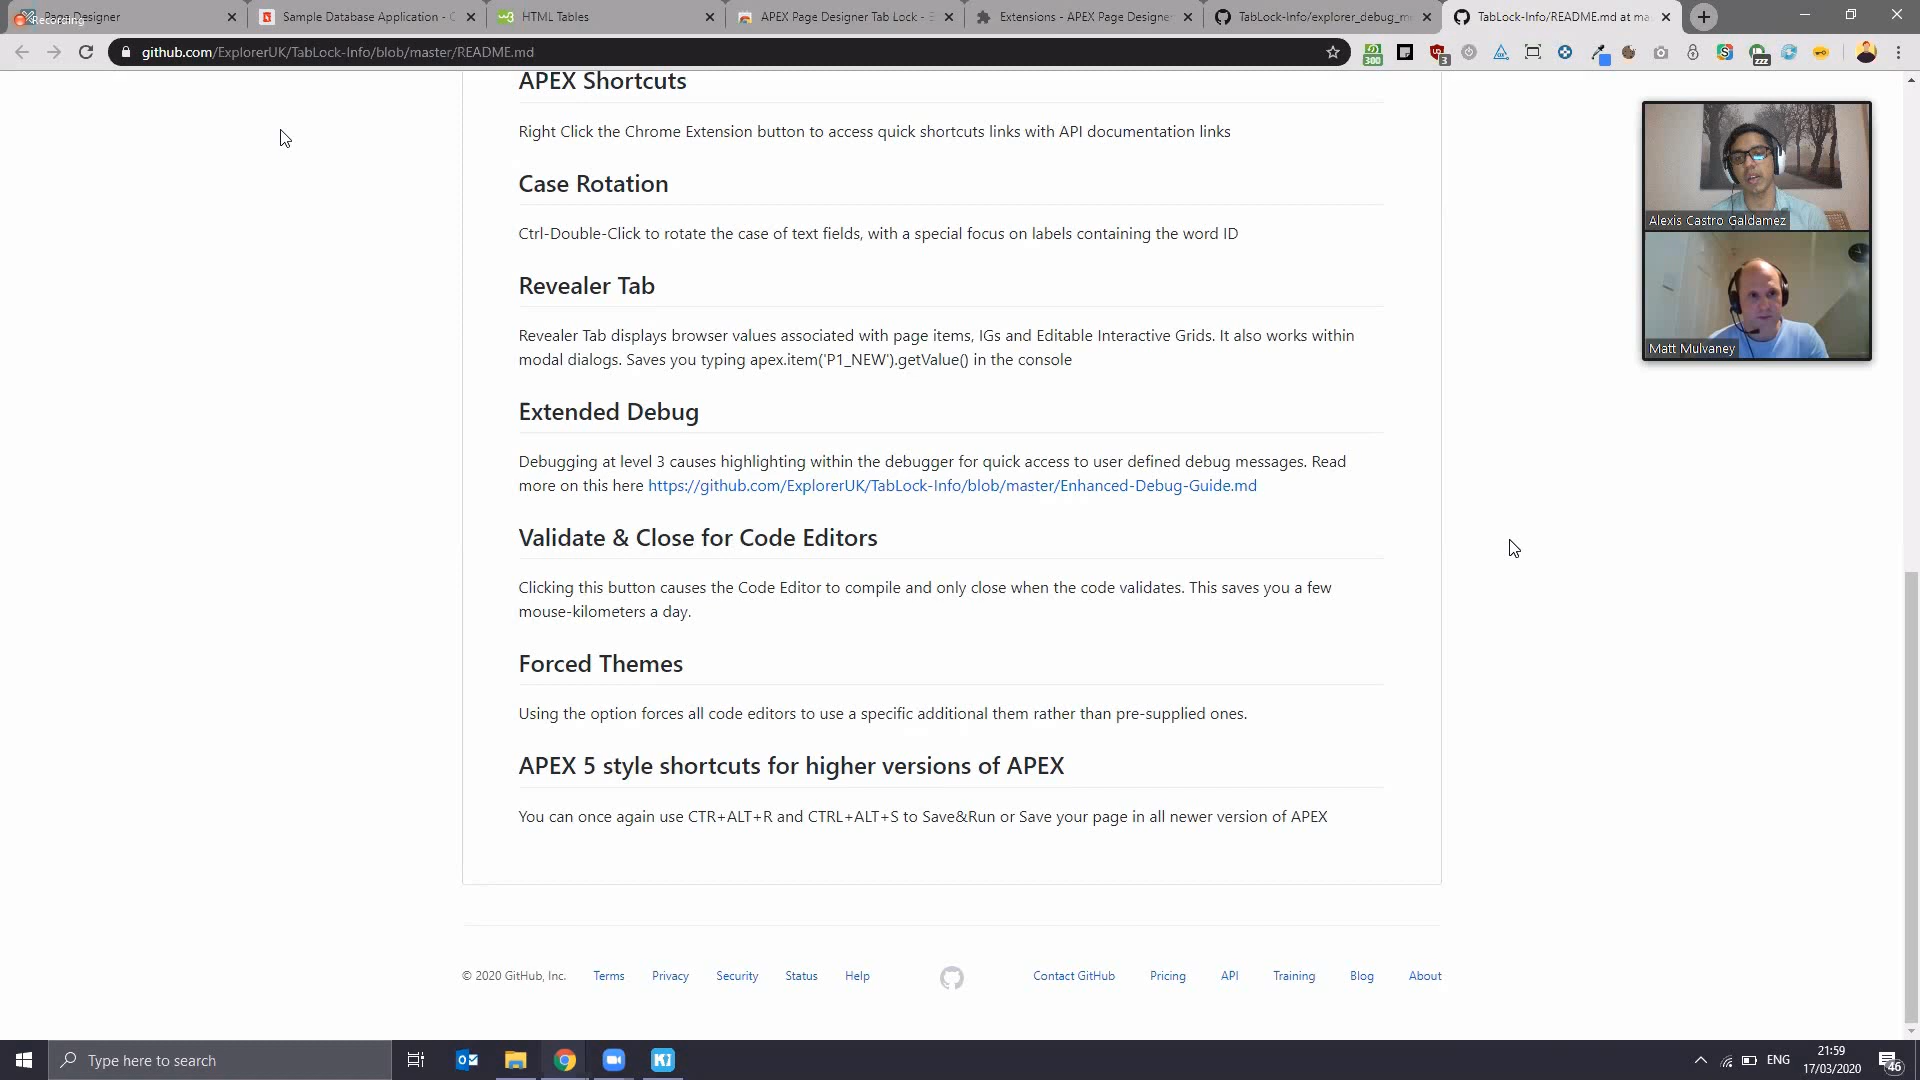 Recording
Page Designer
Sample Database Application - C
HTML Tables
APEX Page Designer Tab Lock - E
Extensions - APEX Page Designer
TabLock-Info/explorer_debug_m
TabLock-Info/README.md at ma
github.com/ExplorerUK/TabLock-Info/blob/master/README.md
300
3
zzz
APEX Shortcuts
Right Click the Chrome Extension button to access quick shortcuts links with API documentation links
Case Rotation
Ctrl-Double-Click to rotate the case of text fields, with a special focus on labels containing the word ID
Revealer Tab
Revealer Tab displays browser values associated with page items, IGs and Editable Interactive Grids. It also works within
modal dialogs. Saves you typing apex.item('P1_NEW').getValue() in the console
Extended Debug
Debugging at level 3 causes highlighting within the debugger for quick access to user defined debug messages. Read
more on this here https://github.com/ExplorerUK/TabLock-Info/blob/master/Enhanced-Debug-Guide.md
Validate & Close for Code Editors
Clicking this button causes the Code Editor to compile and only close when the code validates. This saves you a few
mouse-kilometers a day.
Forced Themes
Using the option forces all code editors to use a specific additional them rather than pre-supplied ones.
APEX 5 style shortcuts for higher versions of APEX
You can once again use CTR+ALT+R and CTRL+ALT+S to Save&Run or Save your page in all newer version of APEX
Alexis Castro Galdamez
Matt Mulvaney
© 2020 GitHub, Inc.
Terms
Privacy
Security
Status
Help
Contact GitHub
Pricing
API
Training
Blog
About
Type here to search
ENG
21:59
17/03/2020
46